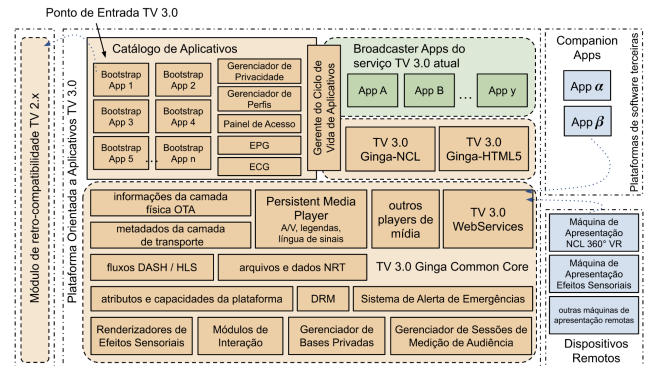 Ponto de Entrada TV 3.0
Módulo de retro-compatibilidade TV 2.x
Plataforma Orientada a Aplicativos TV 3.0
Catálogo de Aplicativos
Bootstrap
App 1
Bootstrap
App 2
Bootstrap
App 3
Bootstrap
App 4
Bootstrap
App 5
...
Bootstrap
App n
Gerenciador de
Privacidade
Gerenciador de
Perfis
Painel de Acesso
EPG
ECG
Gerente do Ciclo de
Vida de Aplicativos
Broadcaster Apps do
serviço TV 3.0 atual
App A
App B
...
App y
TV 3.0
Ginga-NCL
TV 3.0
Ginga-HTML5
Companion
Apps
App α
App β
Plataformas de software terceiras
informações da camada
física OTA
metadados da camada
de transporte
Persistent Media
Player
A/V, legendas,
língua de sinais
outros
players de
mídia
TV 3.0
WebServices
fluxos DASH / HLS
arquivos e dados NRT
TV 3.0 Ginga Common Core
atributos e capacidades da plataforma
DRM
Sistema de Alerta de Emergências
Renderizadores de
Efeitos Sensoriais
Módulos de
Interação
Gerenciador de
Bases Privadas
Gerenciador de Sessões de
Medição de Audiência
Máquina de
Apresentação
NCL 360° VR
Máquina de
Apresentação
Efeitos Sensoriais
outras máquinas de
apresentação remotas
Dispositivos
Remotos